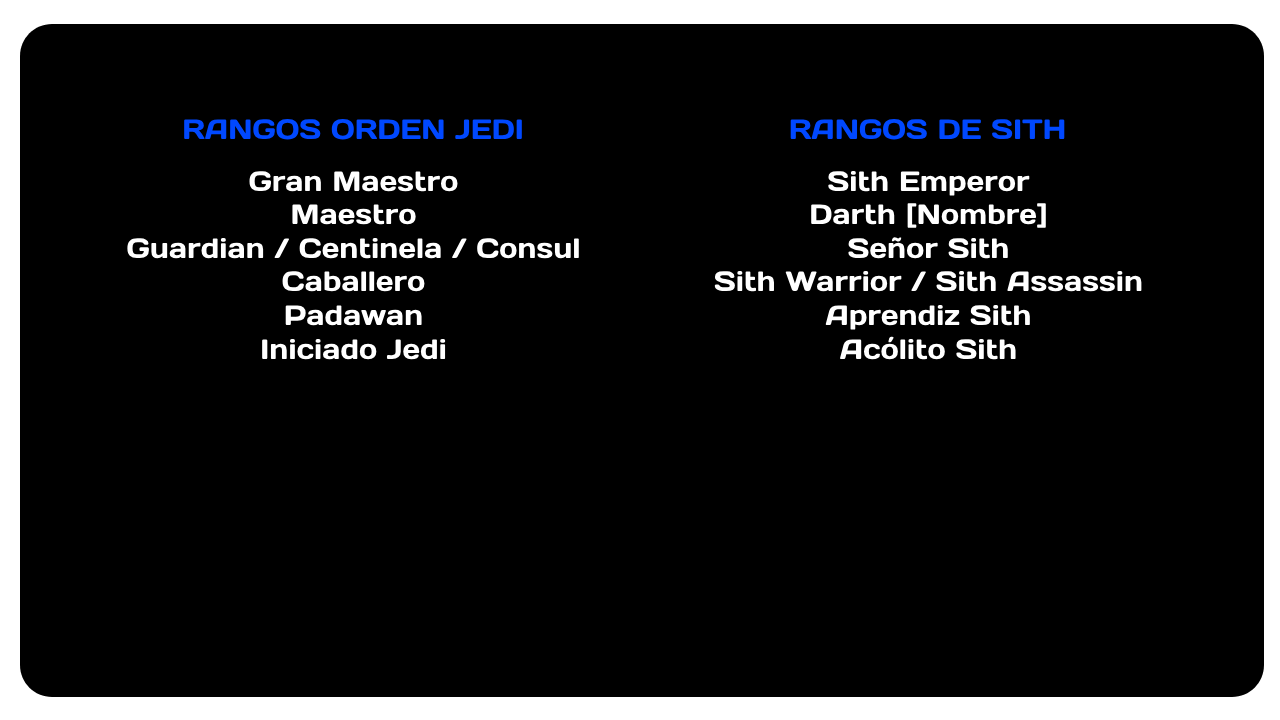 RANGOS ORDEN JEDI
Gran Maestro
Maestro
Guardian / Centinela / Consul
Caballero
Padawan
Iniciado Jedi
RANGOS DE SITH
Sith Emperor
Darth [Nombre]
Señor Sith
Sith Warrior / Sith Assassin
Aprendiz Sith
Acólito Sith